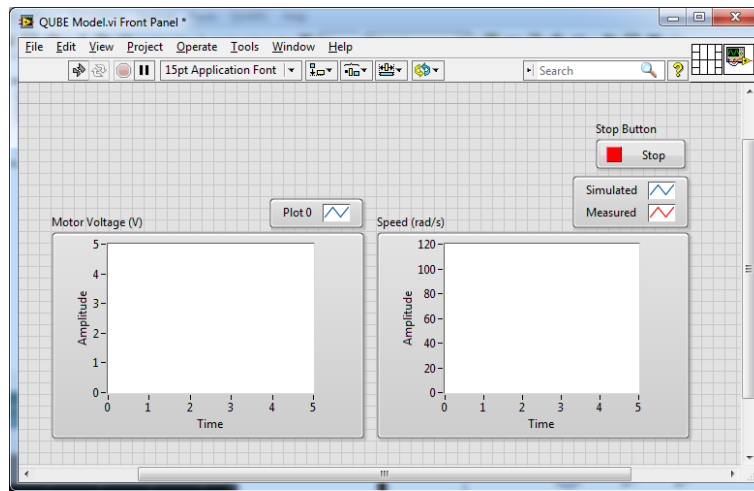 QUBE Model.vi Front Panel *
File Edit View Project Operate Tools Window Help
15pt Application Font
Search
Stop Button
Stop
Simulated
Measured
Plot 0
Motor Voltage (V)
Speed (rad/s)
5
4
3
2
1
0
Amplitude
0 1 2 3 4 5
Time
120
100
80
60
40
20
0
Amplitude
0 1 2 3 4 5
Time